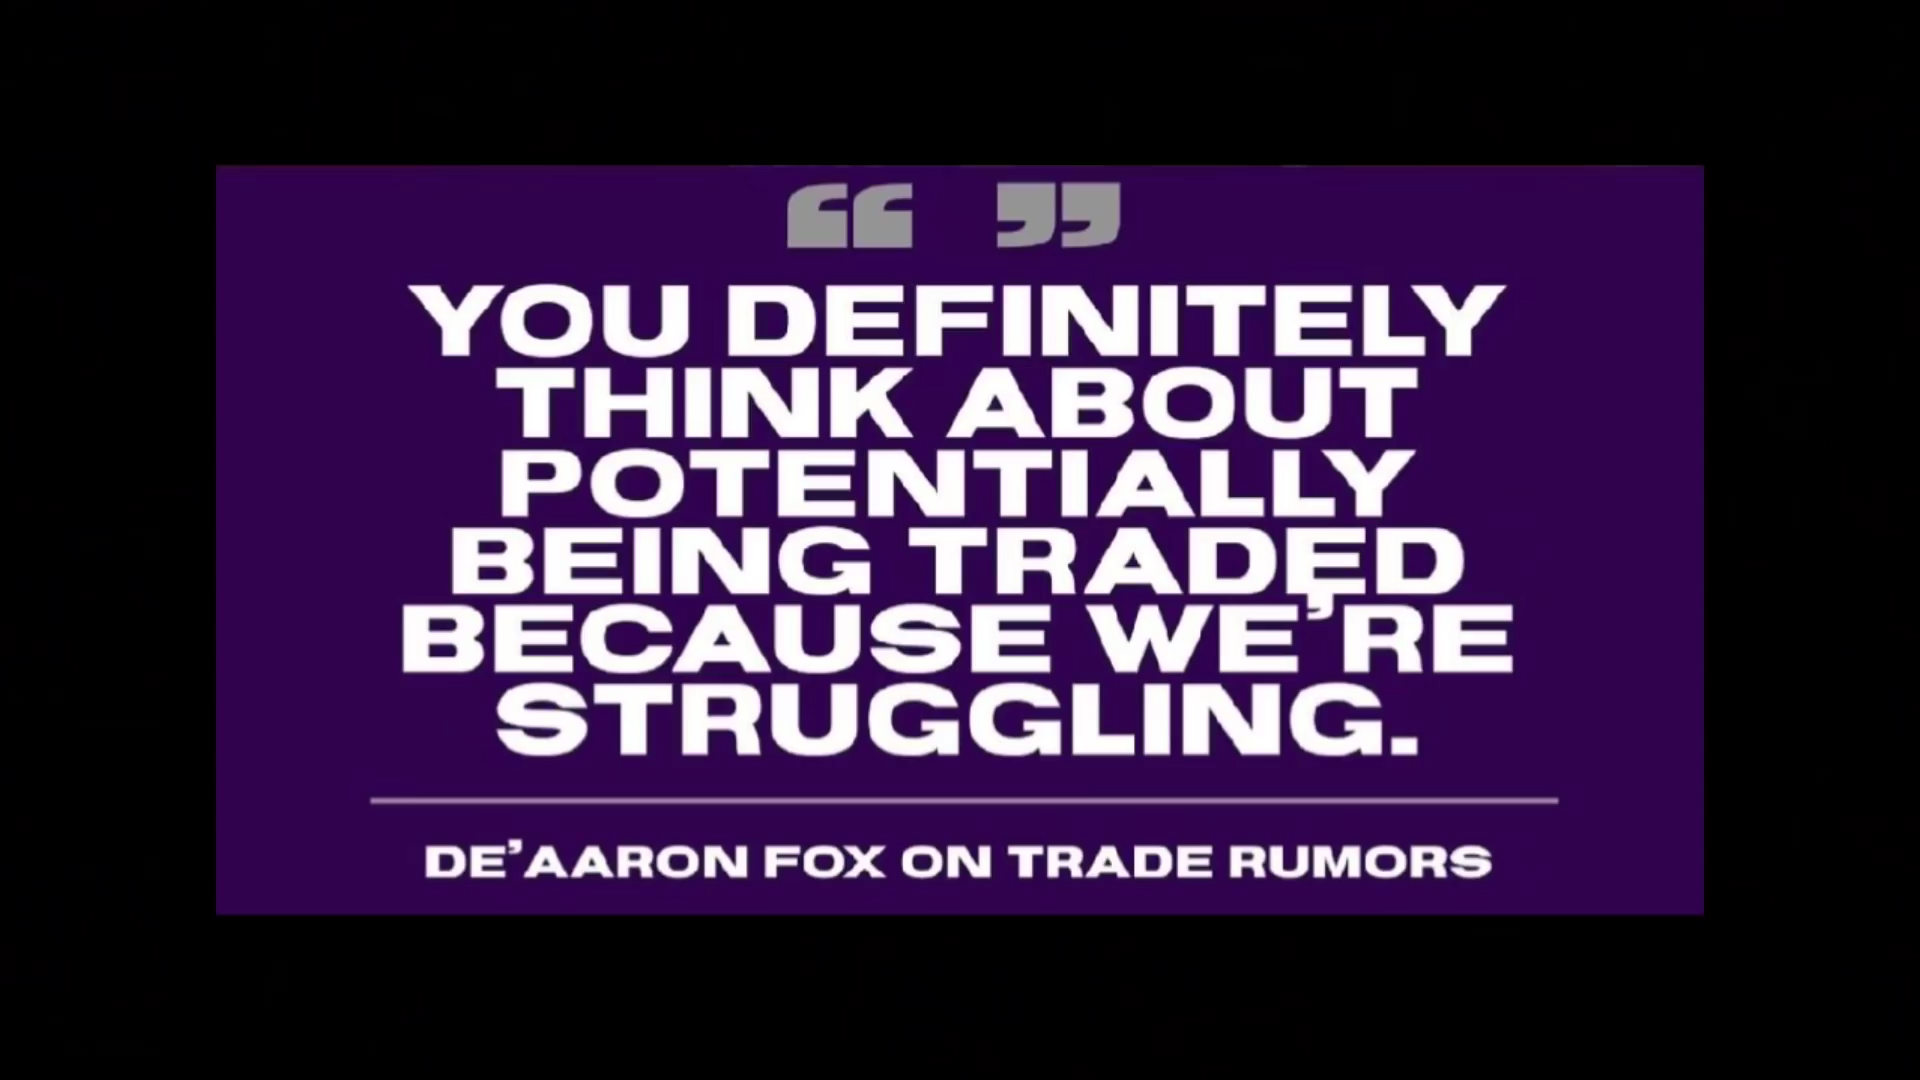 “ ”
YOU DEFINITELY
THINK ABOUT
POTENTIALLY
BEING TRADED
BECAUSE WE’RE
STRUGGLING.
DE’AARON FOX ON TRADE RUMORS